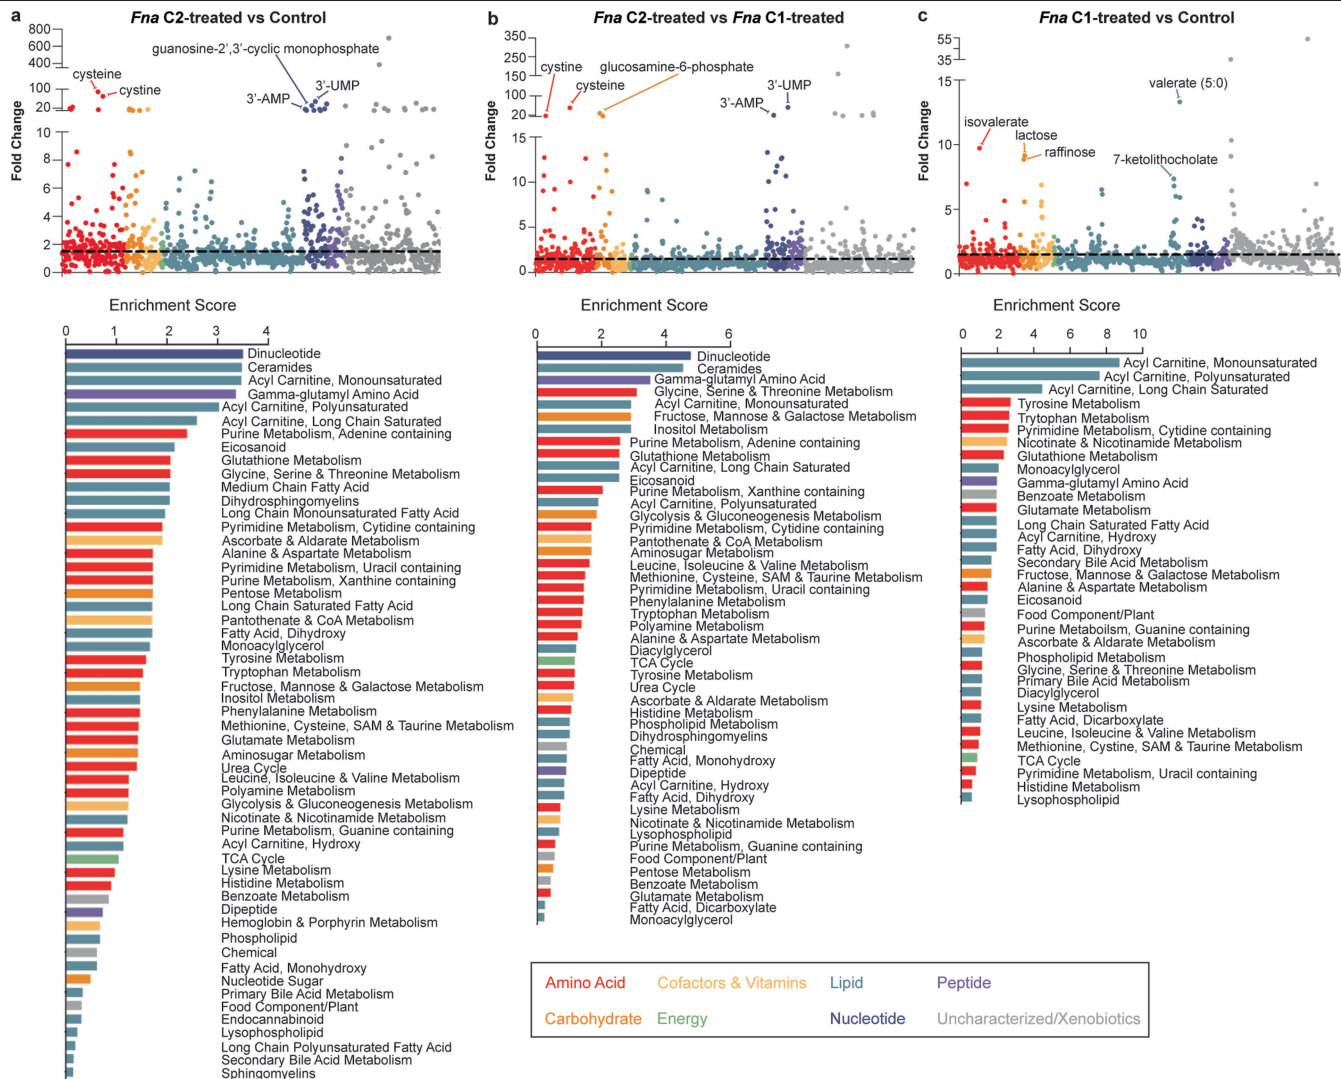 a
Fna C2-treated vs Control
Fold Change
800
600
400
100
20
10
8
6
4
2
0
cysteine
cystine
guanosine-2',3'-cyclic monophosphate
3'-AMP
3'-UMP
Enrichment Score
0 1 2 3 4
Dinucleotide
Ceramides
Acyl Carnitine, Monounsaturated
Gamma-glutamyl Amino Acid
Acyl Carnitine, Polyunsaturated
Acyl Carnitine, Long Chain Saturated
Purine Metabolism, Adenine containing
Eicosanoid
Glutathione Metabolism
Glycine, Serine & Threonine Metabolism
Medium Chain Fatty Acid
Dihydrosphingomyelins
Long Chain Monounsaturated Fatty Acid
Pyrimidine Metabolism, Cytidine containing
Ascorbate & Aldarate Metabolism
Alanine & Aspartate Metabolism
Pyrimidine Metabolism, Uracil containing
Purine Metabolism, Xanthine containing
Pentose Metabolism
Long Chain Saturated Fatty Acid
Pantothenate & CoA Metabolism
Fatty Acid, Dihydroxy
Monoacylglycerol
Tyrosine Metabolism
Tryptophan Metabolism
Fructose, Mannose & Galactose Metabolism
Inositol Metabolism
Phenylalanine Metabolism
Methionine, Cysteine, SAM & Taurine Metabolism
Glutamate Metabolism
Aminosugar Metabolism
Urea Cycle
Leucine, Isoleucine & Valine Metabolism
Polyamine Metabolism
Glycolysis & Gluconeogenesis Metabolism
Nicotinate & Nicotinamide Metabolism
Purine Metabolism, Guanine containing
Acyl Carnitine, Hydroxy
TCA Cycle
Lysine Metabolism
Histidine Metabolism
Benzoate Metabolism
Dipeptide
Hemoglobin & Porphyrin Metabolism
Phospholipid
Chemical
Fatty Acid, Monohydroxy
Nucleotide Sugar
Primary Bile Acid Metabolism
Food Component/Plant
Endocannabinoid
Lysophospholipid
Long Chain Polyunsaturated Fatty Acid
Secondary Bile Acid Metabolism
Sphingomyelins
b
Fna C2-treated vs Fna C1-treated
Fold Change
350
250
150
100
20
15
10
5
0
cystine
cysteine
glucosamine-6-phosphate
3'-AMP
3'-UMP
Enrichment Score
0 2 4 6
Dinucleotide
Ceramides
Gamma-glutamyl Amino Acid
Glycine, Serine & Threonine Metabolism
Acyl Carnitine, Monounsaturated
Fructose, Mannose & Galactose Metabolism
Inositol Metabolism
Purine Metabolism, Adenine containing
Glutathione Metabolism
Acyl Carnitine, Long Chain Saturated
Eicosanoid
Purine Metabolism, Xanthine containing
Acyl Carnitine, Polyunsaturated
Glycolysis & Gluconeogenesis Metabolism
Pyrimidine Metabolism, Cytidine containing
Pantothenate & CoA Metabolism
Aminosugar Metabolism
Leucine, Isoleucine & Valine Metabolism
Methionine, Cysteine, SAM & Taurine Metabolism
Pyrimidine Metabolism, Uracil containing
Phenylalanine Metabolism
Tryptophan Metabolism
Polyamine Metabolism
Alanine & Aspartate Metabolism
Diacylglycerol
TCA Cycle
Tyrosine Metabolism
Urea Cycle
Ascorbate & Aldarate Metabolism
Histidine Metabolism
Phospholipid Metabolism
Dihydrosphingomyelins
Chemical
Fatty Acid, Monohydroxy
Dipeptide
Acyl Carnitine, Hydroxy
Fatty Acid, Dihydroxy
Lysine Metabolism
Nicotinate & Nicotinamide Metabolism
Lysophospholipid
Purine Metabolism, Guanine containing
Food Component/Plant
Pentose Metabolism
Benzoate Metabolism
Glutamate Metabolism
Fatty Acid, Dicarboxylate
Monoacylglycerol
c
Fna C1-treated vs Control
Fold Change
55
35
15
10
5
0
isovalerate
lactose
raffinose
valerate (5:0)
7-ketolithocholate
Enrichment Score
0 2 4 6 8 10
Acyl Carnitine, Monounsaturated
Acyl Carnitine, Polyunsaturated
Acyl Carnitine, Long Chain Saturated
Tyrosine Metabolism
Trytophan Metabolism
Pyrimidine Metabolism, Cytidine containing
Nicotinate & Nicotinamide Metabolism
Glutathione Metabolism
Monoacylglycerol
Gamma-glutamyl Amino Acid
Benzoate Metabolism
Glutamate Metabolism
Long Chain Saturated Fatty Acid
Acyl Carnitine, Hydroxy
Fatty Acid, Dihydroxy
Secondary Bile Acid Metabolism
Fructose, Mannose & Galactose Metabolism
Alanine & Aspartate Metabolism
Eicosanoid
Food Component/Plant
Purine Metaboilsm, Guanine containing
Ascorbate & Aldarate Metabolism
Phospholipid Metabolism
Glycine, Serine & Threonine Metabolism
Primary Bile Acid Metabolism
Diacylglycerol
Lysine Metabolism
Fatty Acid, Dicarboxylate
Leucine, Isoleucine & Valine Metabolism
Methionine, Cystine, SAM & Taurine Metabolism
TCA Cycle
Pyrimidine Metabolism, Uracil containing
Histidine Metabolism
Lysophospholipid
Amino Acid Cofactors & Vitamins Lipid Peptide
Carbohydrate Energy Nucleotide Uncharacterized/Xenobiotics